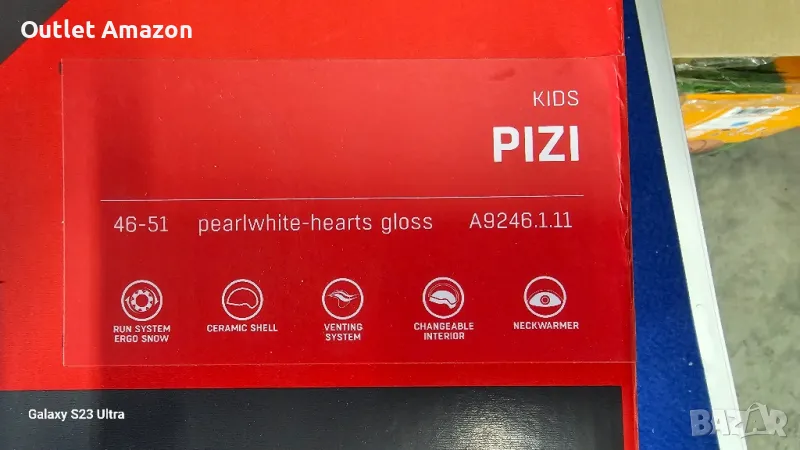 Outlet Amazon
KIDS
PIZI
46-51 pearlwhite-hearts gloss A9246.1.11
RUN SYSTEM
ERGO SNOW
CERAMIC SHELL
VENTING
SYSTEM
CHANGEABLE
INTERIOR
NECKWARMER
Galaxy S23 Ultra
BAZAR